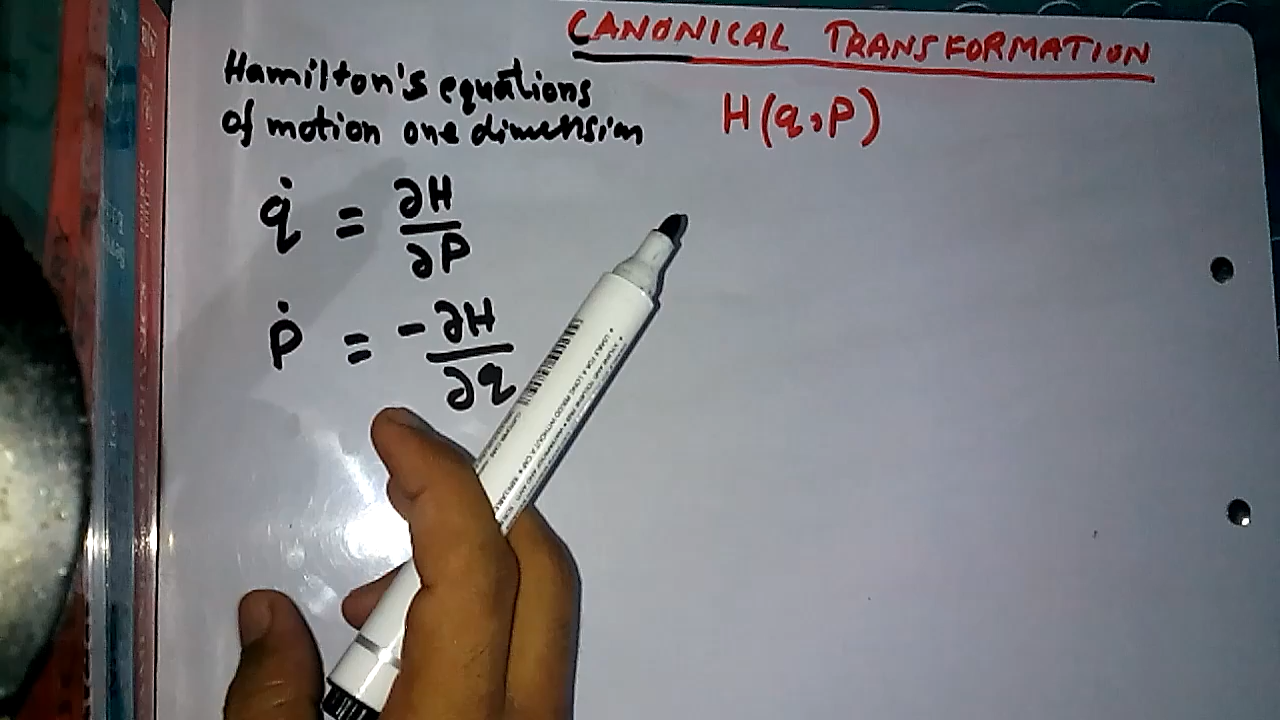 CANONICAL TRANSFORMATION
Hamilton's equations
of motion one dimension
H(q,P)
q̇ = ∂H/∂P
Ṗ = -∂H/∂q